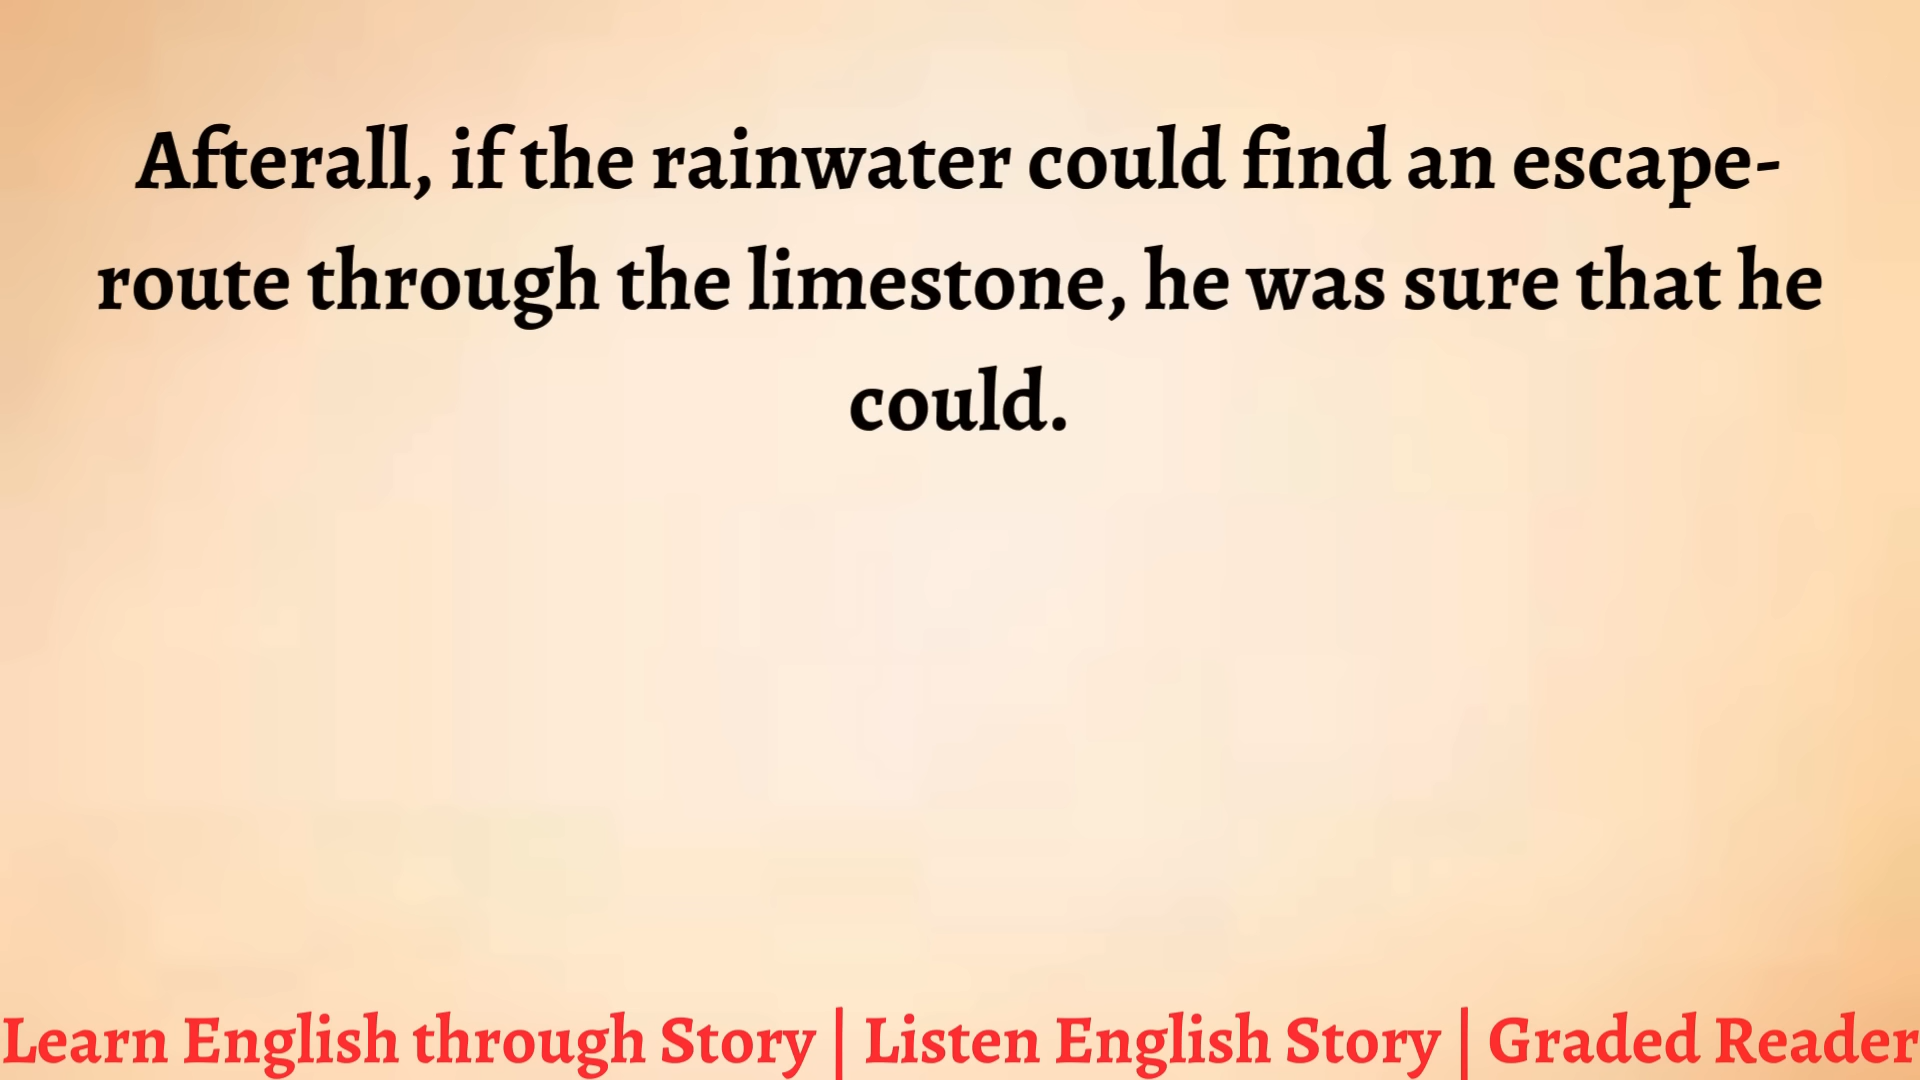 Afterall, if the rainwater could find an escape-
route through the limestone, he was sure that he
could.
Learn English through Story | Listen English Story | Graded Reader